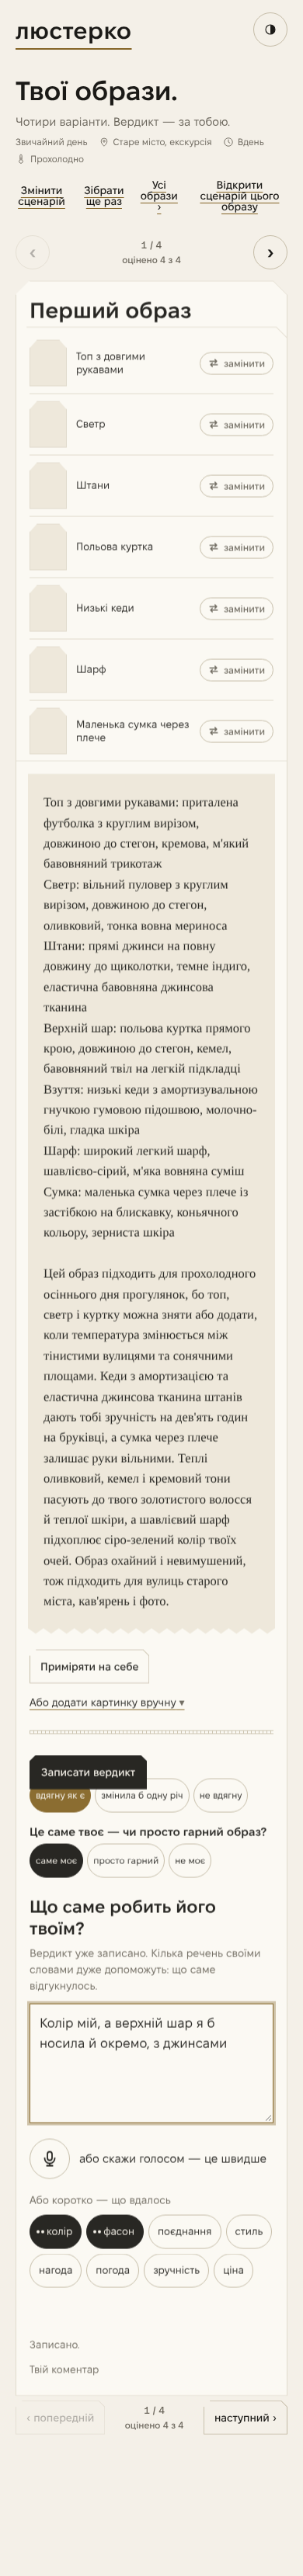 люстерко
Твої образи.
Чотири варіанти. Вердикт — за тобою.
Звичайний день Старе місто, екскурсія Вдень
Прохолодно
Змінити сценарій
Зібрати ще раз
Усі образи ›
Відкрити сценарій цього образу
‹
1 / 4
оцінено 4 з 4
›
Перший образ
Топ з довгими рукавами
замінити
Светр
замінити
Штани
замінити
Польова куртка
замінити
Низькі кеди
замінити
Шарф
замінити
Маленька сумка через плече
замінити
Топ з довгими рукавами: приталена
футболка з круглим вирізом,
довжиною до стегон, кремова, м'який
бавовняний трикотаж
Светр: вільний пуловер з круглим
вирізом, довжиною до стегон,
оливковий, тонка вовна мериноса
Штани: прямі джинси на повну
довжину до щиколотки, темне індиго,
еластична бавовняна джинсова
тканина
Верхній шар: польова куртка прямого
крою, довжиною до стегон, кемел,
бавовняний твіл на легкій підкладці
Взуття: низькі кеди з амортизувальною
гнучкою гумовою підошвою, молочно-
білі, гладка шкіра
Шарф: широкий легкий шарф,
шавлієво-сірий, м'яка вовняна суміш
Сумка: маленька сумка через плече із
застібкою на блискавку, коньячного
кольору, зерниста шкіра
Цей образ підходить для прохолодного
осіннього дня прогулянок, бо топ,
светр і куртку можна зняти або додати,
коли температура змінюється між
тінистими вулицями та сонячними
площами. Кеди з амортизацією та
еластична джинсова тканина штанів
дають тобі зручність на дев'ять годин
на бруківці, а сумка через плече
залишає руки вільними. Теплі
оливковий, кемел і кремовий тони
пасують до твого золотистого волосся
й теплої шкіри, а шавлієвий шарф
підхоплює сіро-зелений колір твоїх
очей. Образ охайний і невимушений,
тож підходить для вулиць старого
міста, кав'ярень і фото.
Приміряти на себе
Або додати картинку вручну ▾
Записати вердикт
вдягну як є змінила б одну річ не вдягну
Це саме твоє — чи просто гарний образ?
саме моє просто гарний не моє
Що саме робить його
твоїм?
Вердикт уже записано. Кілька речень своїми
словами дуже допоможуть: що саме
відгукнулось.
Колір мій, а верхній шар я б
носила й окремо, з джинсами
або скажи голосом — це швидше
Або коротко — що вдалось
••колір ••фасон поєднання стиль
нагода погода зручність ціна
Записано.
Твій коментар
‹ попередній
1 / 4
оцінено 4 з 4
наступний ›